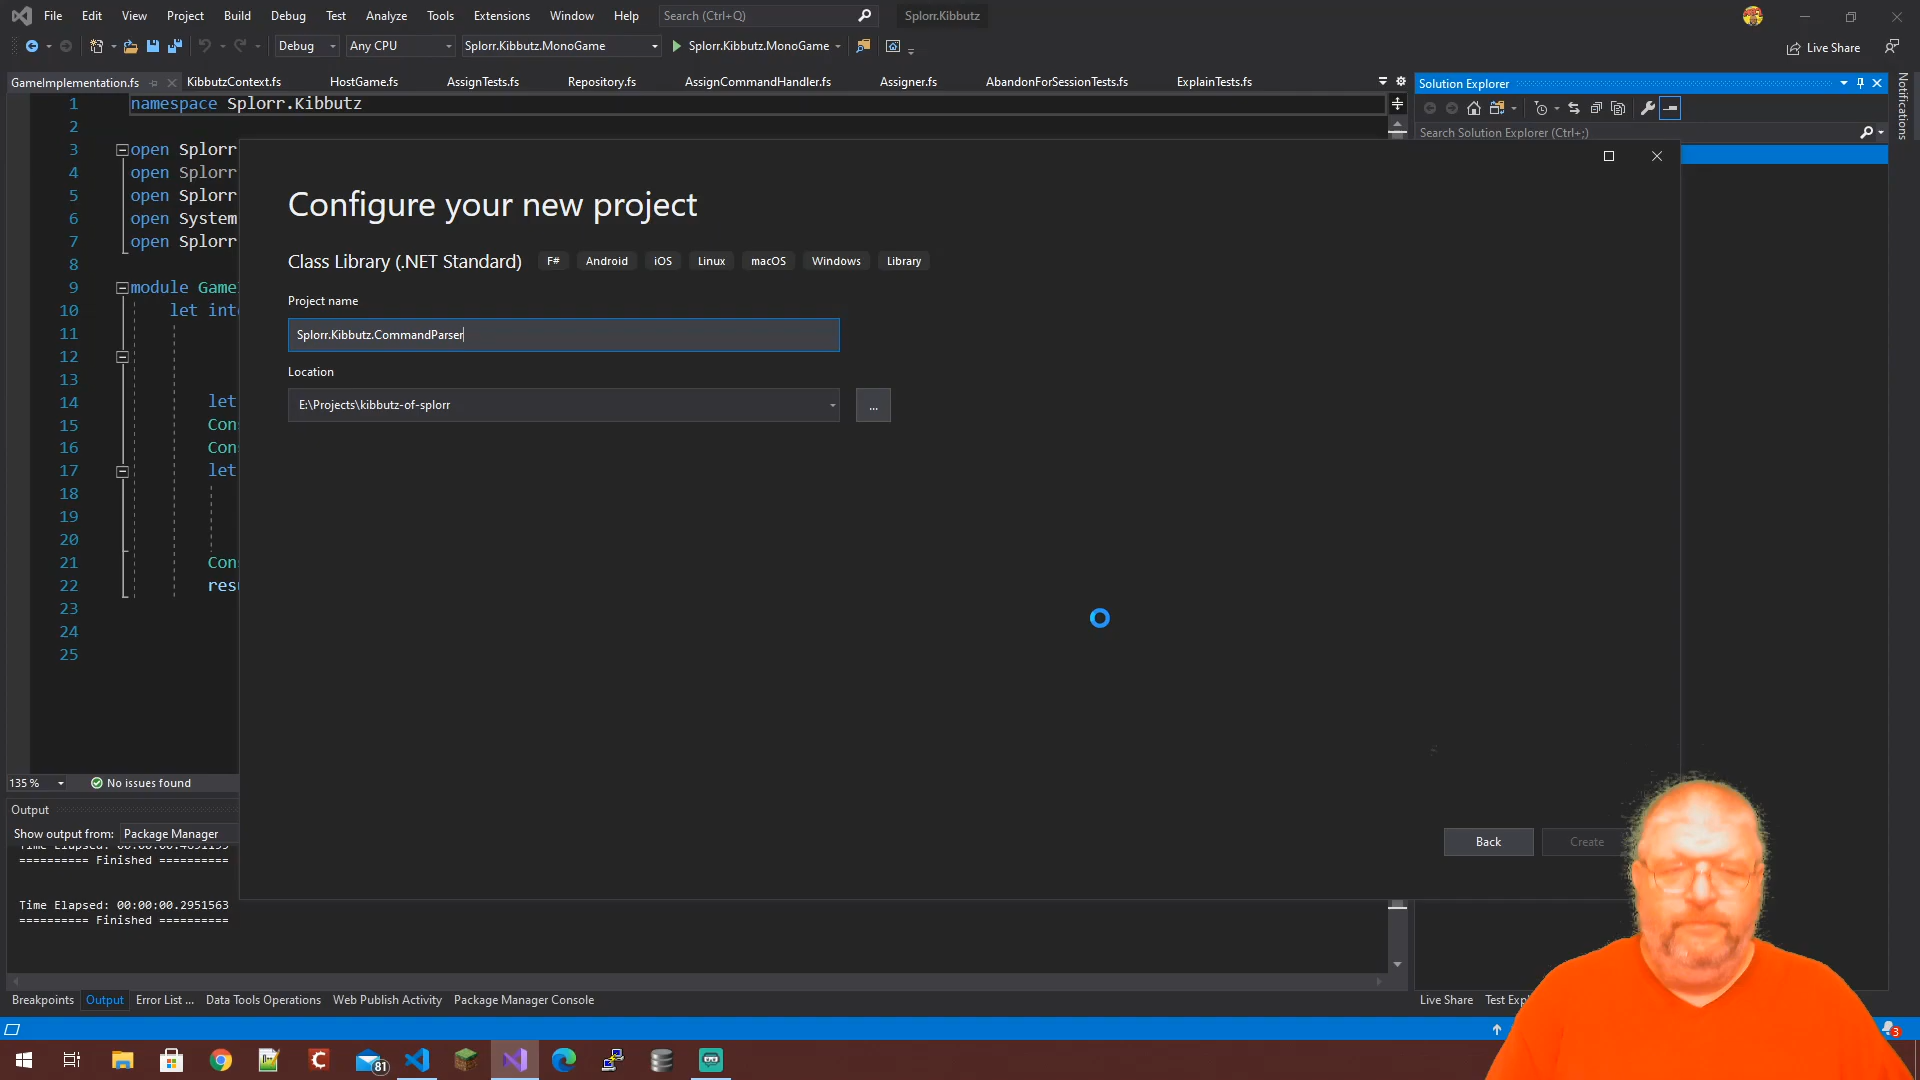 File Edit View Project Build Debug Test Analyze Tools Extensions Window Help Search (Ctrl+Q) Splorr.Kibbutz
Debug Any CPU Splorr.Kibbutz.MonoGame Splorr.Kibbutz.MonoGame Live Share
GameImplementation.fs KibbutzContext.fs HostGame.fs AssignTests.fs Repository.fs AssignCommandHandler.fs Assigner.fs AbandonForSessionTests.fs ExplainTests.fs
Solution Explorer
Search Solution Explorer (Ctrl+;)
Notifications
1 namespace Splorr.Kibbutz
2
3 open Splorr
4 open Splorr
5 open Splorr
6 open System
7 open Splorr
8
9 module Game
10 let
11
12
13
14 let
15 Con
16 Con
17 let
18
19
20
21 Con
22
23
24
25
Configure your new project
Class Library (.NET Standard) F# Android iOS Linux macOS Windows Library
Project name
Splorr.Kibbutz.CommandParser
Location
E:\Projects\kibbutz-of-splorr
...
Back Create
135 % No issues found
Output
Show output from: Package Manager
========== Finished ==========
Time Elapsed: 00:00:00.2951563
========== Finished ==========
Breakpoints Output Error List ... Data Tools Operations Web Publish Activity Package Manager Console
Live Share Test
3
81